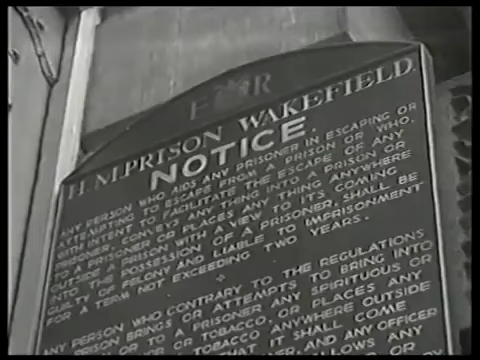 E R
H.M.PRISON WAKEFIELD.
NOTICE.
ANY PERSON WHO AIDS ANY PRISONER IN ESCAPING OR
ATTEMPTING TO ESCAPE FROM A PRISON OR WHO,
WITH INTENT TO FACILITATE THE ESCAPE OF ANY
PRISONER, CONVEYS ANY THING INTO A PRISON OR
TO A PRISONER OR PLACES ANY THING ANYWHERE
OUTSIDE A PRISON WITH A VIEW TO ITS COMING
INTO THE POSSESSION OF A PRISONER, SHALL BE
GUILTY OF FELONY AND LIABLE TO IMPRISONMENT
FOR A TERM NOT EXCEEDING TWO YEARS.
ANY PERSON WHO CONTRARY TO THE REGULATIONS
PRISON BRINGS OR ATTEMPTS TO BRING INTO
OR TO A PRISONER ANY SPIRITUOUS OR
OR TOBACCO, OR PLACES ANY
TOBACCO ANYWHERE OUTSIDE
THAT IT SHALL COME
AND ANY OFFICER
ALLOWS ANY
OR